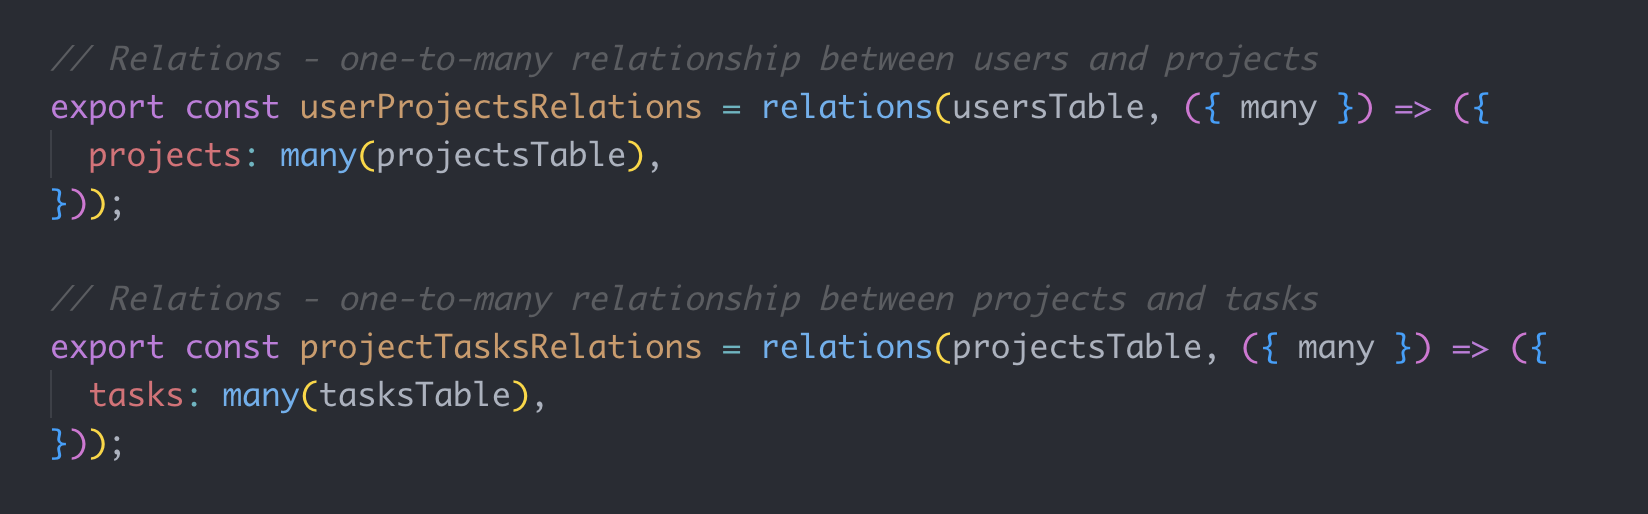 // Relations - one-to-many relationship between users and projects
export const userProjectsRelations = relations(usersTable, ({ many }) => ({
  projects: many(projectsTable),
}));

// Relations - one-to-many relationship between projects and tasks
export const projectTasksRelations = relations(projectsTable, ({ many }) => ({
  tasks: many(tasksTable),
}));